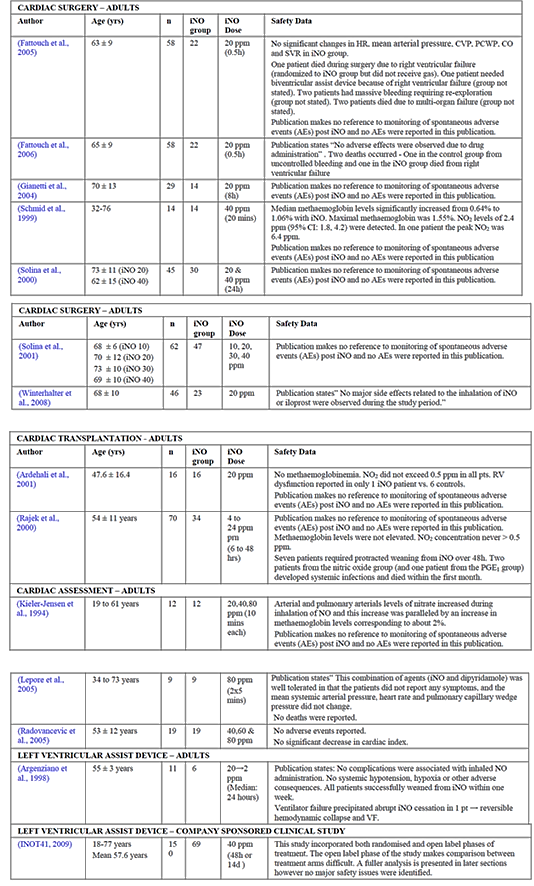 CARDIAC SURGERY – ADULTS
Author Age (yrs) n iNO group iNO Dose Safety Data
(Fattouch et al., 2005) 63 ± 9 58 22 20 ppm (0.5h)
No significant changes in HR, mean arterial pressure, CVP, PCWP, CO
and SVR in iNO group.
One patient died during surgery due to right ventricular failure
(randomized to iNO group but did not receive gas). One patient needed
biventricular assist device because of right ventricular failure (group not
stated). Two patients had massive bleeding requiring re-exploration
(group not stated). Two patients died due to multi-organ failure (group not
stated).
Publication makes no reference to monitoring of spontaneous adverse
events (AEs) post iNO and no AEs were reported in this publication.
(Fattouch et al., 2006) 65 ± 9 58 22 20 ppm (0.5h)
Publication states “No adverse effects were observed due to drug
administration” . Two deaths occurred - One in the control group from
uncontrolled bleeding and one in the iNO group died from right
ventricular failure
(Gianetti et al., 2004) 70 ± 13 29 14 20 ppm (8h)
Publication makes no reference to monitoring of spontaneous adverse
events (AEs) post iNO and no AEs were reported in this publication.
(Schmid et al., 1999) 32-76 14 14 40 ppm (20 mins)
Median methemoglobin levels significantly increased from 0.64% to
1.06% with iNO. Maximal methaemoglobin was 1.55%. NO₂ levels of 2.4
ppm (95% CI: 1.8, 4.2) were detected. In one patient the peak NO₂ was
6.4 ppm.
Publication makes no reference to monitoring of spontaneous adverse
events (AEs) post iNO and no AEs were reported in this publication
(Solina et al., 2000) 73 ± 11 (iNO 20) 62 ± 15 (iNO 40) 45 30 20 & 40 ppm (24h)
Publication makes no reference to monitoring of spontaneous adverse
events (AEs) post iNO and no AEs were reported in this publication.
CARDIAC SURGERY – ADULTS
Author Age (yrs) n iNO group iNO Dose Safety Data
(Solina et al., 2001) 68 ± 6 (iNO 10) 70 ± 12 (iNO 20) 73 ± 10 (iNO 30) 69 ± 10 (iNO 40) 62 47 10, 20, 30, 40 ppm
Publication makes no reference to monitoring of spontaneous adverse
events (AEs) post iNO and no AEs were reported in this publication.
(Winterhalter et al., 2008) 68 ± 10 46 23 20 ppm
Publication states“ No major side effects related to the inhalation of iNO
or iloprost were observed during the study period.”
CARDIAC TRANSPLANTATION - ADULTS
Author Age (yrs) n iNO group iNO Dose Safety Data
(Ardehali et al., 2001) 47.6 ± 16.4 16 16 20 ppm
No methaemoglobinemia. NO₂ did not exceed 0.5 ppm in all pts. RV
dysfunction reported in only 1 iNO patient vs. 6 controls.
Publication makes no reference to monitoring of spontaneous adverse
events (AEs) post iNO and no AEs were reported in this publication.
(Rajek et al., 2000) 54 ± 11 years 70 34 4 to 24 ppm pm (6 to 48 hrs)
Publication makes no reference to monitoring of spontaneous adverse
events (AEs) post iNO and no AEs were reported in this publication.
Methaemoglobin levels were not elevated. NO₂ concentration never > 0.5
ppm.
Seven patients required protracted weaning from iNO over 48h. Two
patients from the nitric oxide group (and one patient from the PGE₁ group)
developed systemic infections and died within the first month.
CARDIAC ASSESSMENT – ADULTS
(Kieler-Jensen et al., 1994) 19 to 61 years 12 12 20,40,80 ppm (10 mins each)
Arterial and pulmonary arterials levels of nitrate increased during
inhalation of NO and this increase was paralleled by an increase in
methaemoglobin levels corresponding to about 2%.
Publication makes no reference to monitoring of spontaneous adverse
events (AEs) post iNO and no AEs were reported in this publication.
(Lepore et al., 2005) 34 to 73 years 9 9 80 ppm (2x5 mins)
Publication states“ This combination of agents (iNO and dipyridamole) was
well tolerated in that the patients did not report any symptoms, and the
mean systemic arterial pressure, heart rate and pulmonary capillary wedge
pressure did not change.
No deaths were reported.
(Radovancevic et al., 2005) 53 ± 12 years 19 19 40,60 & 80 ppm
No adverse events reported.
No significant decrease in cardiac index.
LEFT VENTRICULAR ASSIST DEVICE – ADULTS
(Argenziano et al., 1998) 55 ± 3 years 11 6 20→2 ppm (Median: 24 hours)
Publication states: No complications were associated with inhaled NO
administration. No systemic hypotension, hypoxia or other adverse
consequences. All patients successfully weaned from iNO within one
week.
Ventilator failure precipitated abrupt iNO cessation in 1 pt → reversible
hemodynamic collapse and VF.
LEFT VENTRICULAR ASSIST DEVICE – COMPANY SPONSORED CLINICAL STUDY
(INOT41, 2009) 18-77 years Mean 57.6 years 15 0 69 40 ppm (48h or 14d )
This study incorporated both randomised and open label phases of
treatment. The open label phase of the study makes comparison between
treatment arms difficult. A fuller analysis is presented in later sections
however no major safety issues were identified.